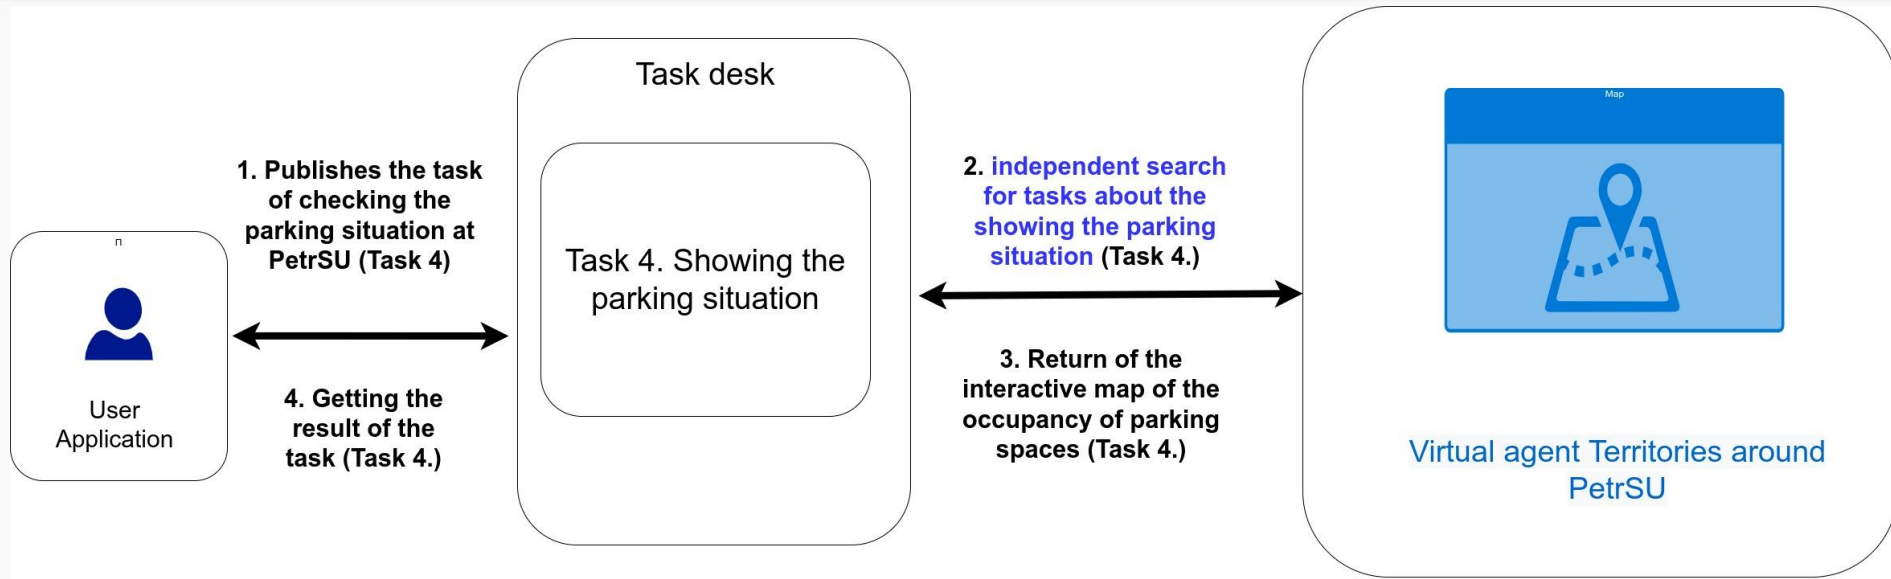 Task desk
Map
1. Publishes the task
of checking the
parking situation at
PetrSU (Task 4)
2. independent search
for tasks about the
showing the parking
situation (Task 4.)
П
Task 4. Showing the
parking situation
3. Return of the
interactive map of the
occupancy of parking
spaces (Task 4.)
4. Getting the
result of the
task (Task 4.)
User
Application
Virtual agent Territories around
PetrSU